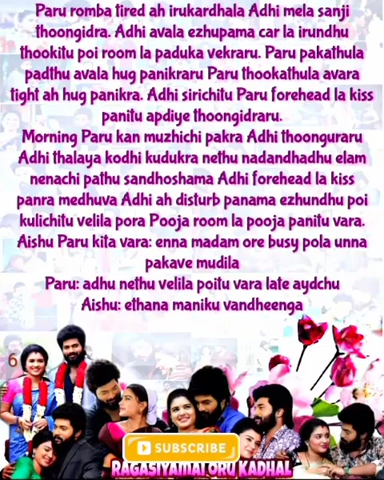 Paru romba tired ah irukardhala Adhi mela sanji
thoongidra. Adhi avala ezhupama car la irundhu
thookitu poi room la paduka vekraru. Paru pakathula
padthu avala hug panikraru Paru thookathula avara
tight ah hug panikra. Adhi sirichitu Paru forehead la kiss
panitu apdiye thoongidraru.
Morning Paru kan muzhichi pakra Adhi thoonguraru
Adhi thalaya kodhi kudukra nethu nadandhadhu elam
nenachi pathu sandhoshama Adhi forehead la kiss
panra medhuva Adhi ah disturb panama ezhundhu poi
kulichitu velila pora Pooja room la pooja panitu vara.
Aishu Paru kita vara: enna madam ore busy pola unna
pakave mudila
Paru: adhu nethu velila poitu vara late aydchu
Aishu: ethana maniku vandheenga
SUBSCRIBE
RAGASIYAMAI ORU KADHAL